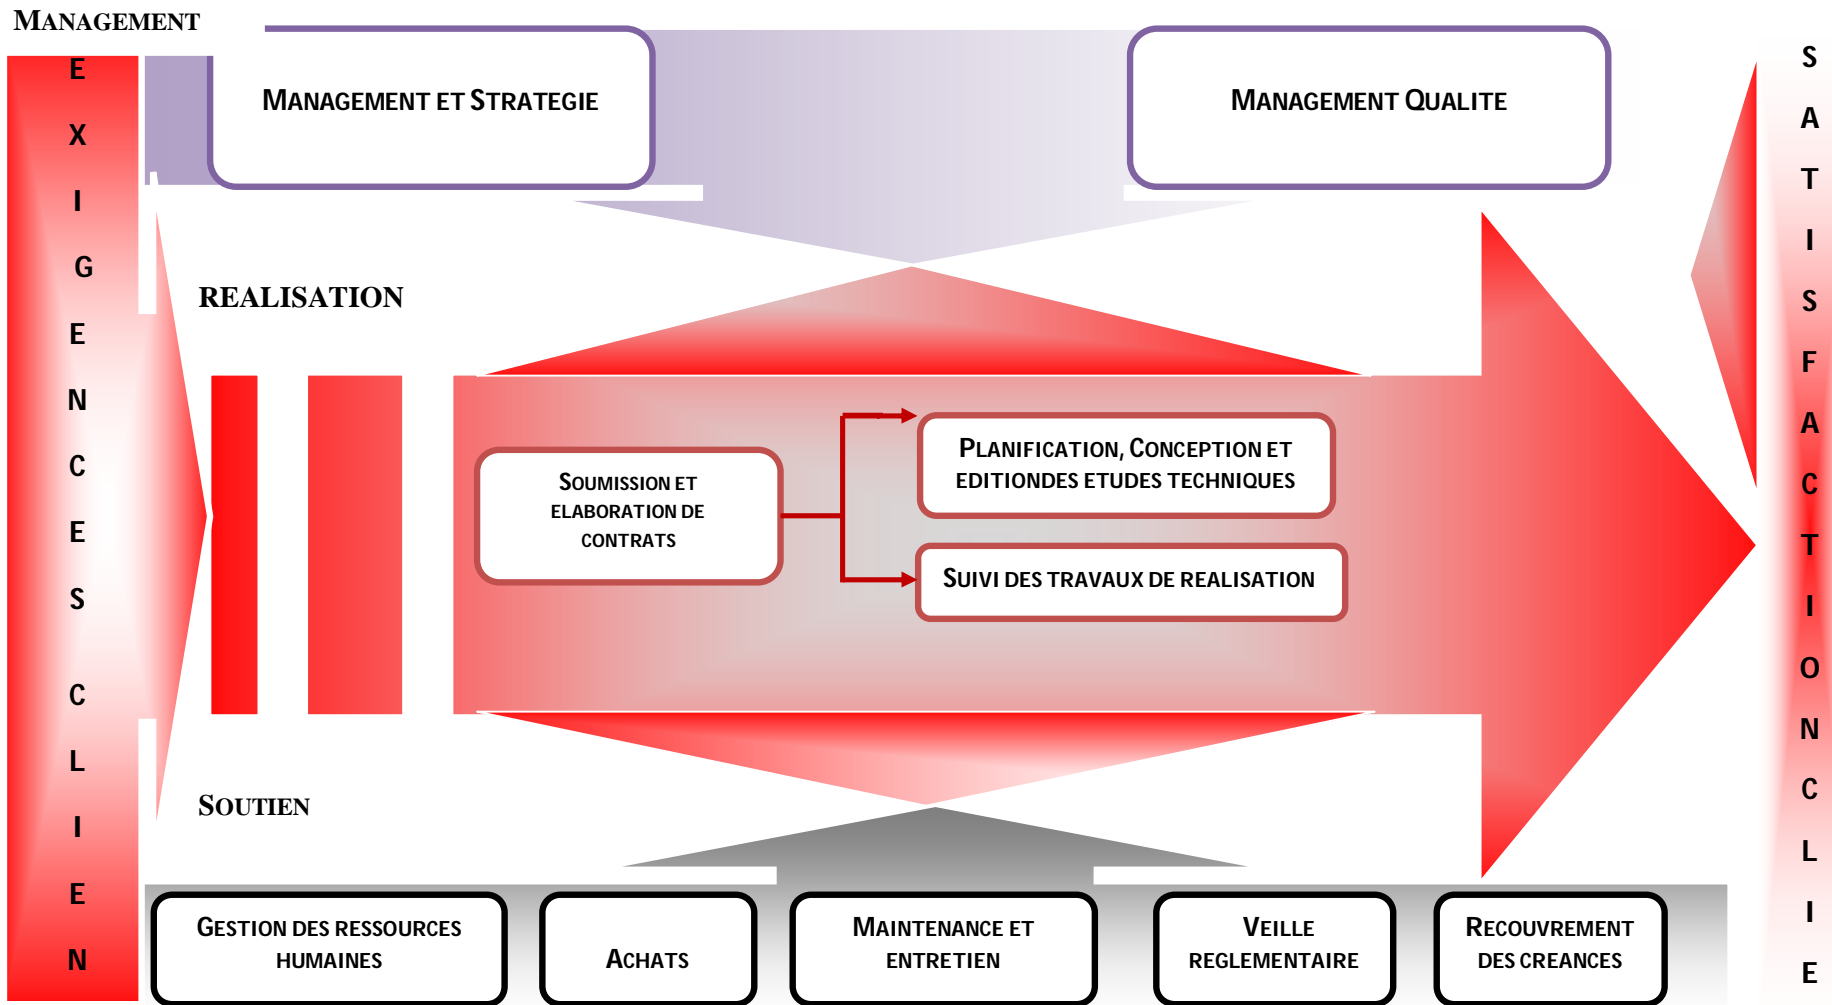 MANAGEMENT
EXIGENCES CLIEN
MANAGEMENT ET STRATEGIE
MANAGEMENT QUALITE
SATISFACTION CLIE
REALISATION
SOUMISSION ET
ELABORATION DE
CONTRATS
PLANIFICATION, CONCEPTION ET
EDITIONDES ETUDES TECHNIQUES
SUIVI DES TRAVAUX DE REALISATION
SOUTIEN
GESTION DES RESSOURCES
HUMAINES
ACHATS
MAINTENANCE ET
ENTRETIEN
VEILLE
REGLEMENTAIRE
RECOUVREMENT
DES CREANCES